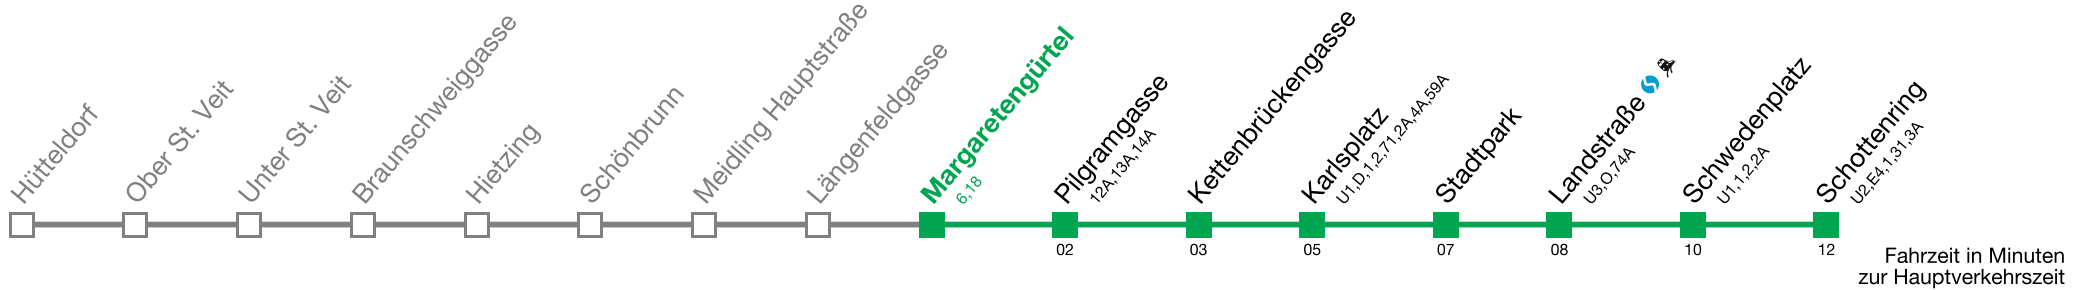 Hütteldorf
Ober St. Veit
Unter St. Veit
Braunschweiggasse
Hietzing
Schönbrunn
Meidling Hauptstraße
Längenfeldgasse
Margaretengürtel
6,18
Pilgramgasse
12A,13A,14A
02
Kettenbrückengasse
03
Karlsplatz
U1,D,1,2,71,2A,4A,59A
05
Stadtpark
07
Landstraße
U3,O,74A
08
Schwedenplatz
U1,1,2,2A
10
Schottenring
U2,E4,1,31,3A
12
Fahrzeit in Minuten
zur Hauptverkehrszeit